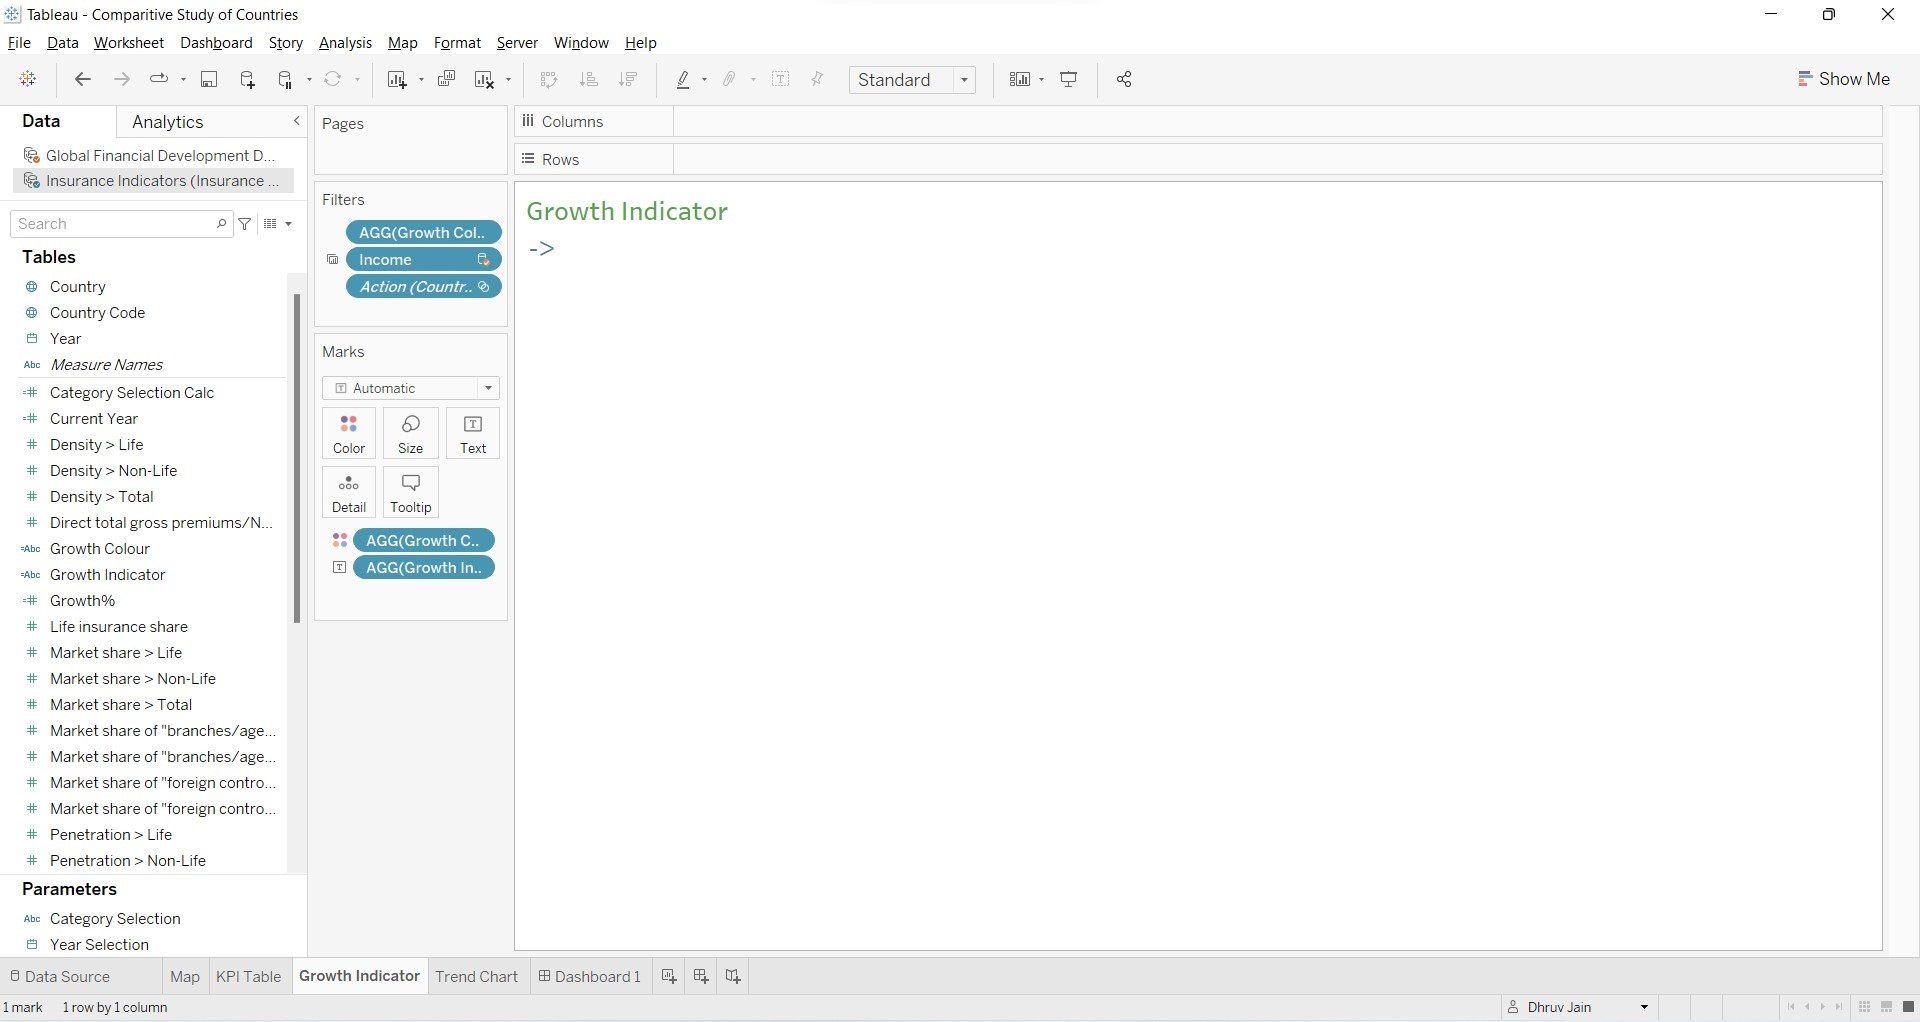 Tableau - Comparitive Study of Countries
File Data Worksheet Dashboard Story Analysis Map Format Server Window Help
Standard
Show Me
Data
Analytics
Global Financial Development D...
Insurance Indicators (Insurance ...
Search
Tables
Country
Country Code
Year
Abc Measure Names
=# Category Selection Calc
=# Current Year
# Density > Life
# Density > Non-Life
# Density > Total
# Direct total gross premiums/N...
=Abc Growth Colour
=Abc Growth Indicator
=# Growth%
# Life insurance share
# Market share > Life
# Market share > Non-Life
# Market share > Total
# Market share of "branches/age...
# Market share of "branches/age...
# Market share of "foreign contro...
# Market share of "foreign contro...
# Penetration > Life
# Penetration > Non-Life
Parameters
Abc Category Selection
Year Selection
Pages
Filters
AGG(Growth Col..
Income
Action (Countr..
Marks
T Automatic
Color
Size
T Text
Detail
Tooltip
AGG(Growth C..
T AGG(Growth In..
Columns
Rows
Growth Indicator
->
Data Source
Map
KPI Table
Growth Indicator
Trend Chart
Dashboard 1
1 mark
1 row by 1 column
Dhruv Jain